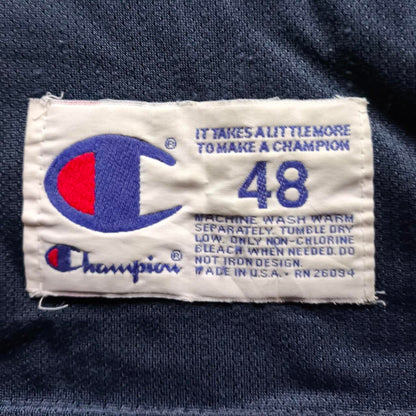 IT TAKES A LITTLE MORE
TO MAKE A CHAMPION
®
48
MACHINE WASH WARM
SEPARATELY. TUMBLE DRY
LOW. ONLY NON-CHLORINE
BLEACH WHEN NEEDED. DO
NOT IRON DESIGN.
MADE IN U.S.A. • RN 26094
Champion®